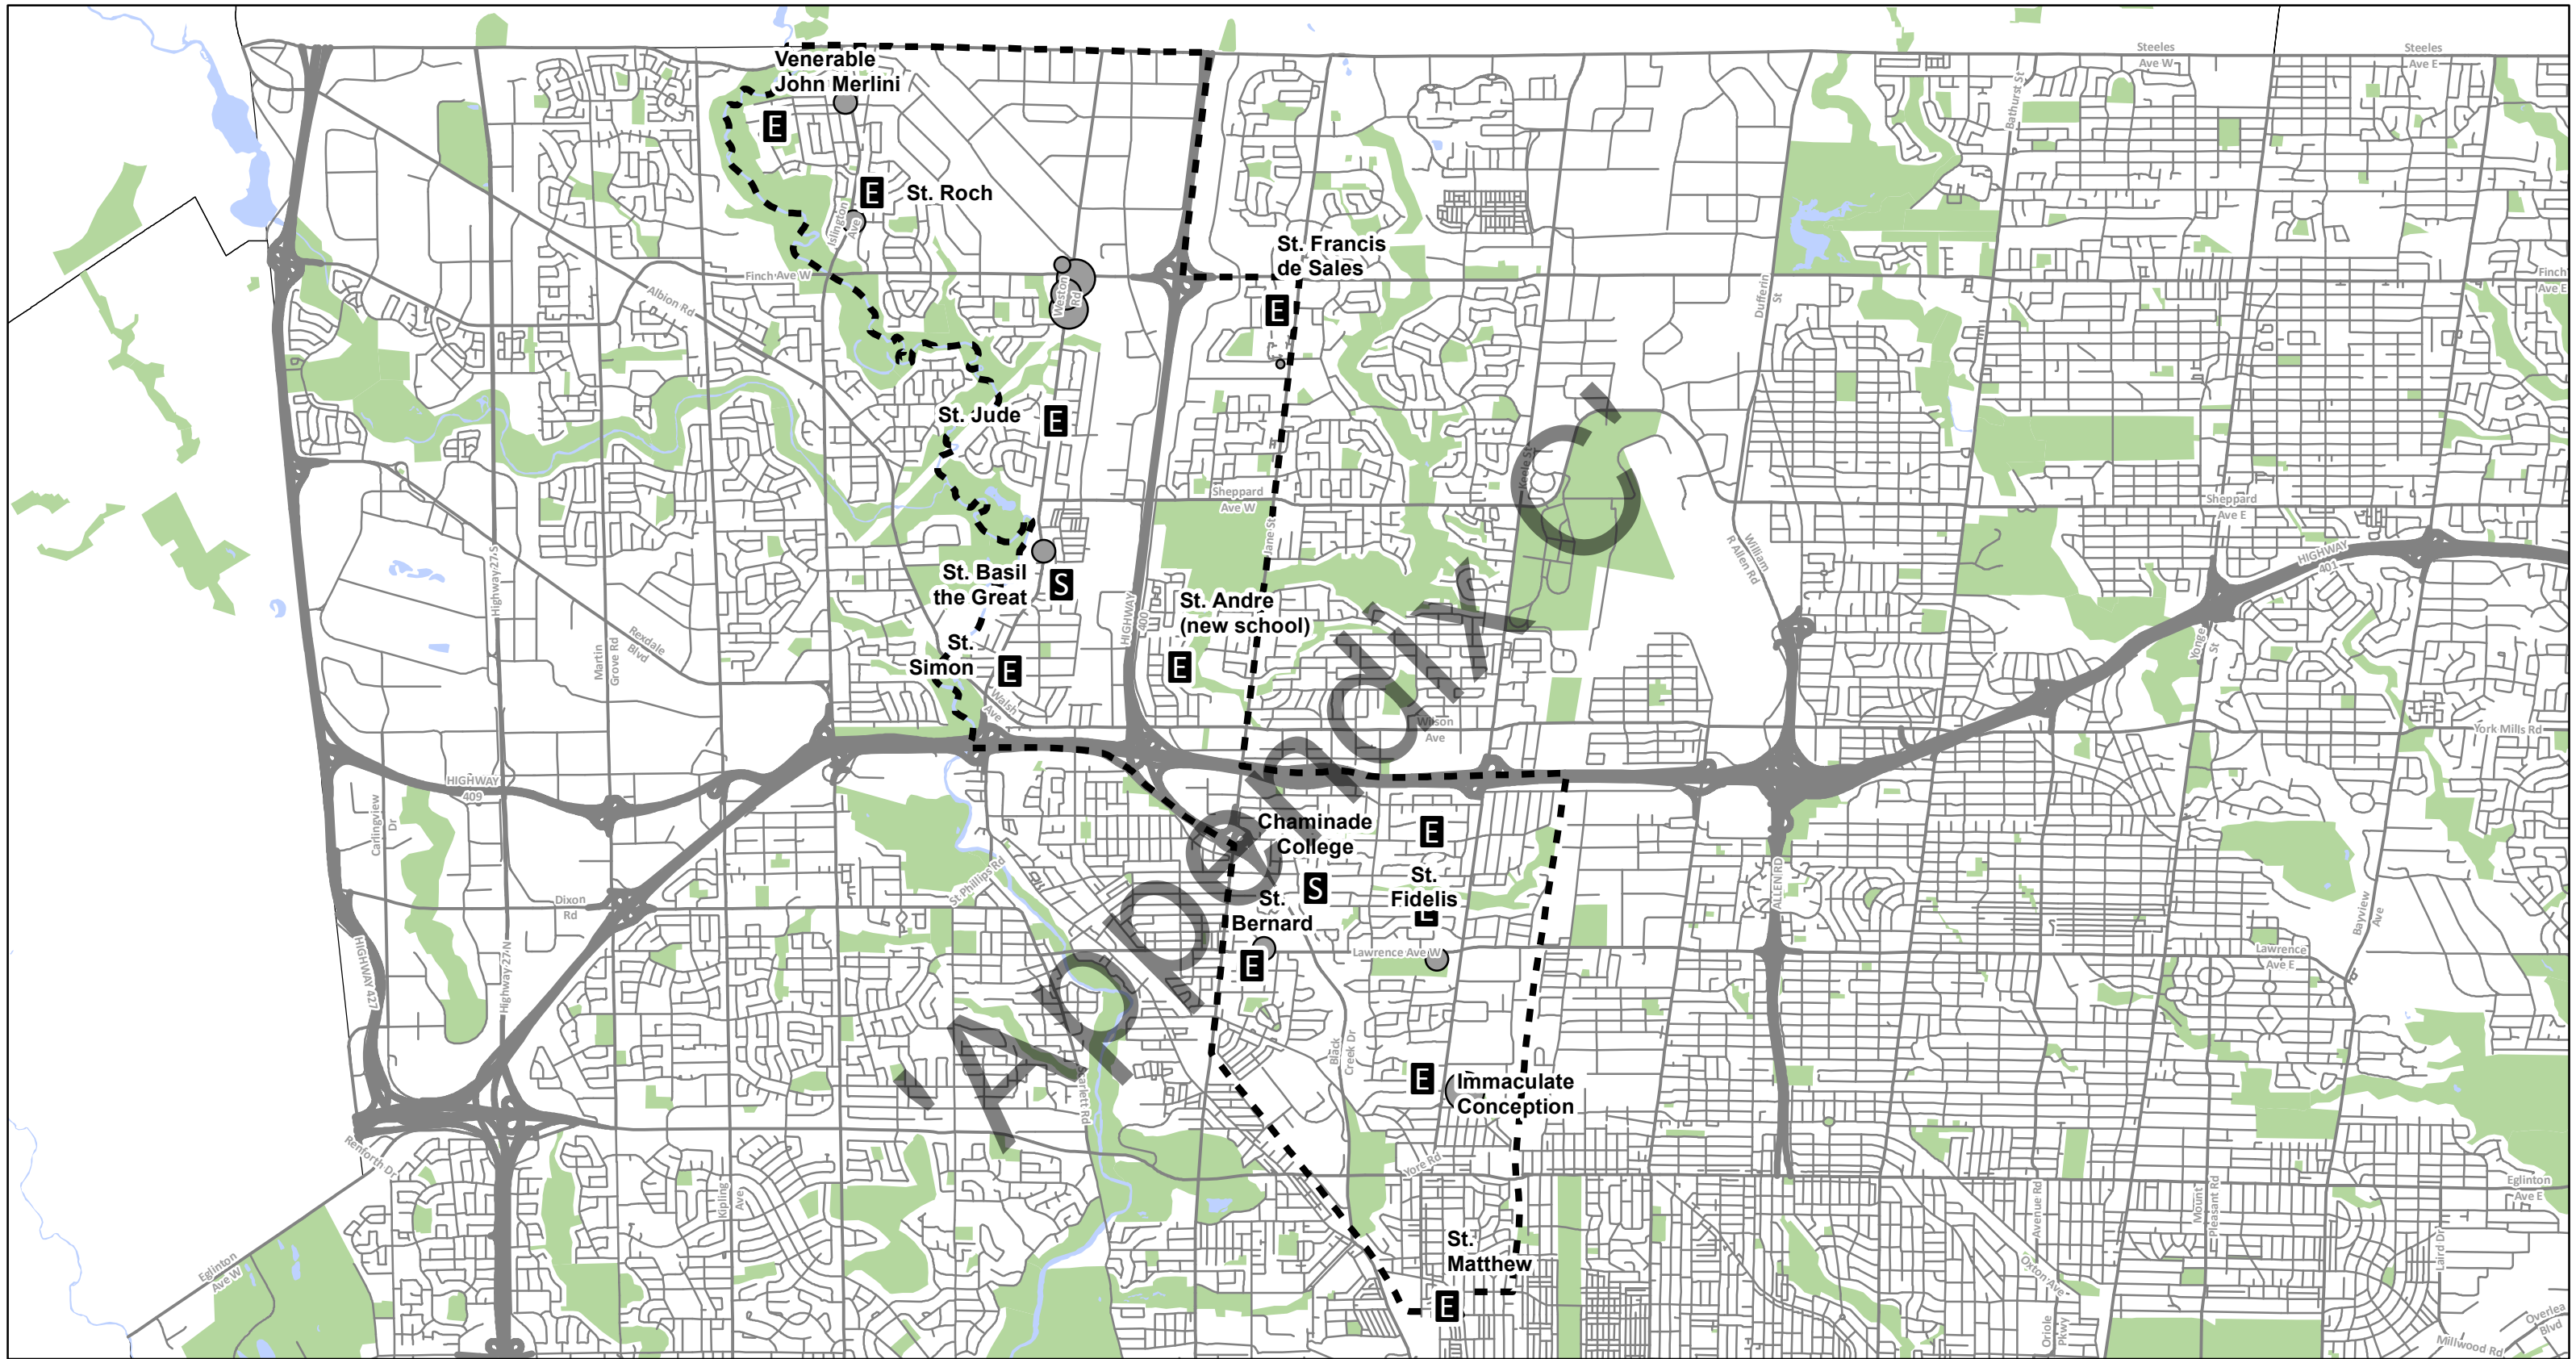 Steeles
Ave W
Steeles
Ave E
Venerable
John Merlini
E
Bathurst St
E
St. Roch
Islington
Ave
St. Francis
de Sales
Finch Ave W
Finch
Ave E
Albion Rd
Weston
Rd
Dufferin
St
E
St. Jude
E
Keele St
Sheppard
Ave W
Sheppard
Ave E
Jane St
William
R Allen Rd
HIGHWAY
401
Highway 27 S
St. Basil
the Great
S
HIGHWAY
400
St. Andre
(new school)
Rexdale
Blvd
Martin
Grove Rd
St.
Simon
E
E
Yonge
St
Walsh
Ave
Wilson
Ave
York Mills Rd
HIGHWAY
409
Carlingview
Dr
Chaminade
College
E
S
St.
Fidelis
E
St Phillips Rd
ALLEN RD
Dixon
Rd
St.
Bernard
E
Bayview
Ave
Lawrence Ave W
Lawrence
Ave E
HIGHWAY 427
Highway 27 N
Black
Creek Dr
'Appendix C'
Scarlett Rd
E
Immaculate
Conception
Renforth Dr
Yore Rd
Kipling
Ave
Eglinton
Ave E
Avenue Rd
Mount
Pleasant Rd
Eglinton
Ave W
St.
Matthew
E
Laird Dr
Oxton Ave
Oriole
Pkwy
Overlea
Blvd
Millwood Rd